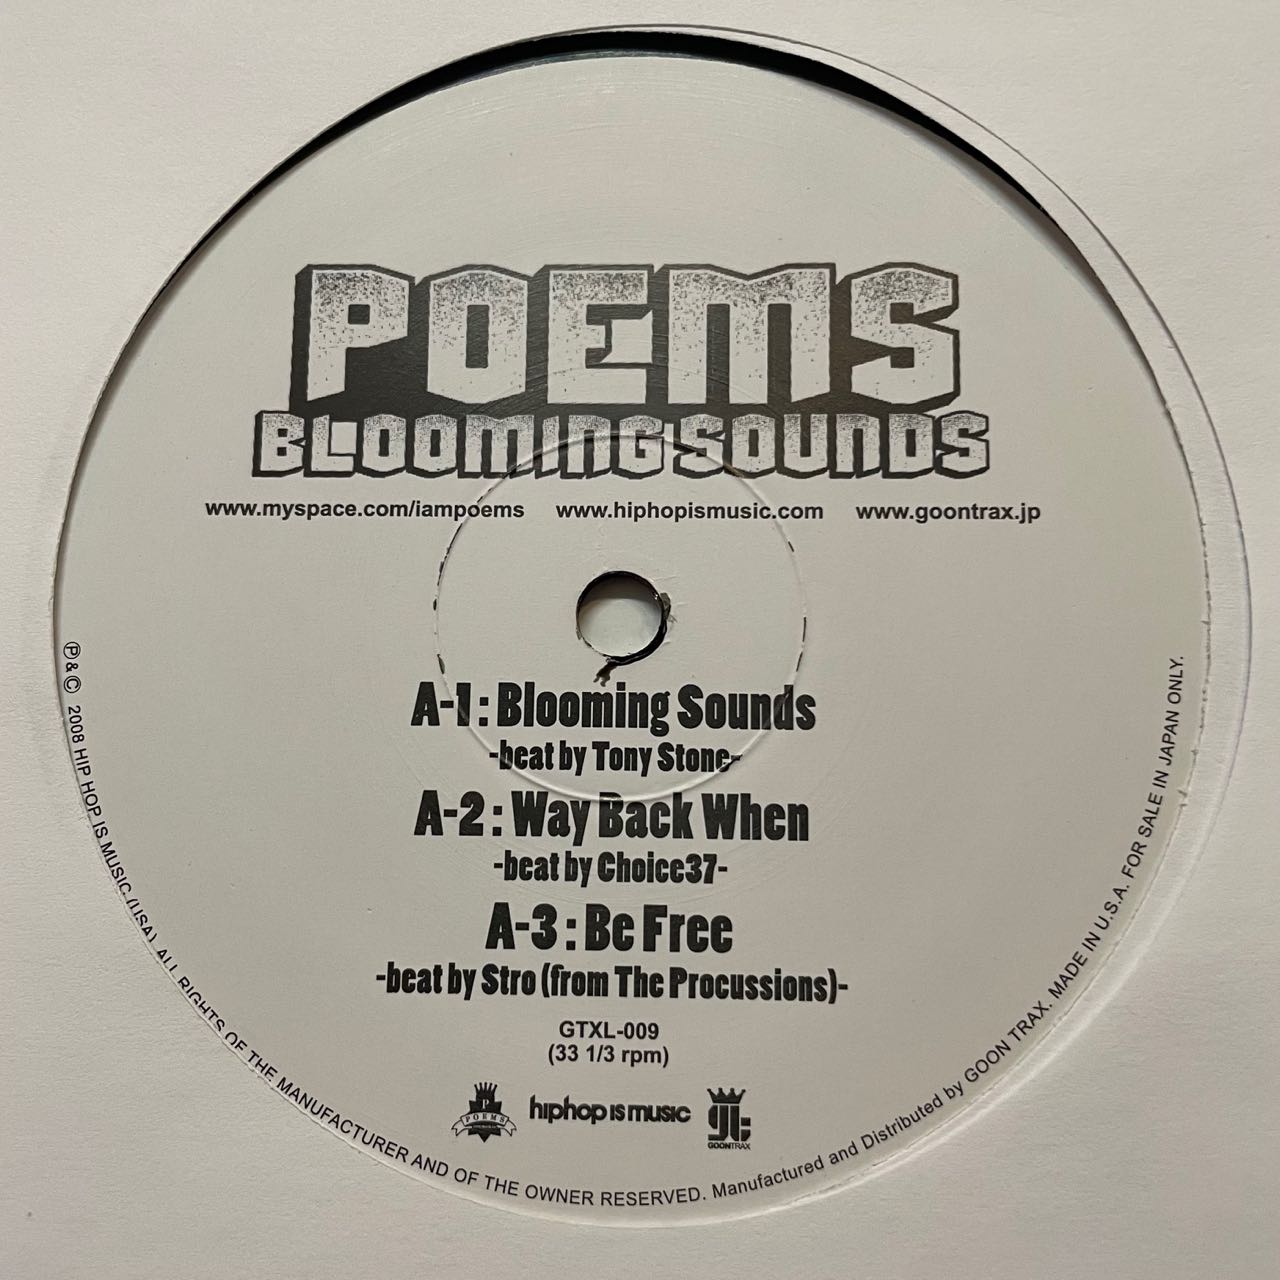 POEMS
BLOOMING SOUNDS
www.myspace.com/iampoems www.hiphopismusic.com www.goontrax.jp
A-1 : Blooming Sounds
-beat by Tony Stone-
A-2 : Way Back When
-beat by Choice37-
A-3 : Be Free
-beat by Stro (from The Procussions)-
GTXL-009
(33 1/3 rpm)
P
POEMS
hiphop is music
gt
GOONTRAX
Ⓟ & © 2008 HIP HOP IS MUSIC (USA). ALL RIGHTS OF THE MANUFACTURER AND OF THE OWNER RESERVED. Manufactured and Distributed by GOON TRAX. MADE IN U.S.A. FOR SALE IN JAPAN ONLY.